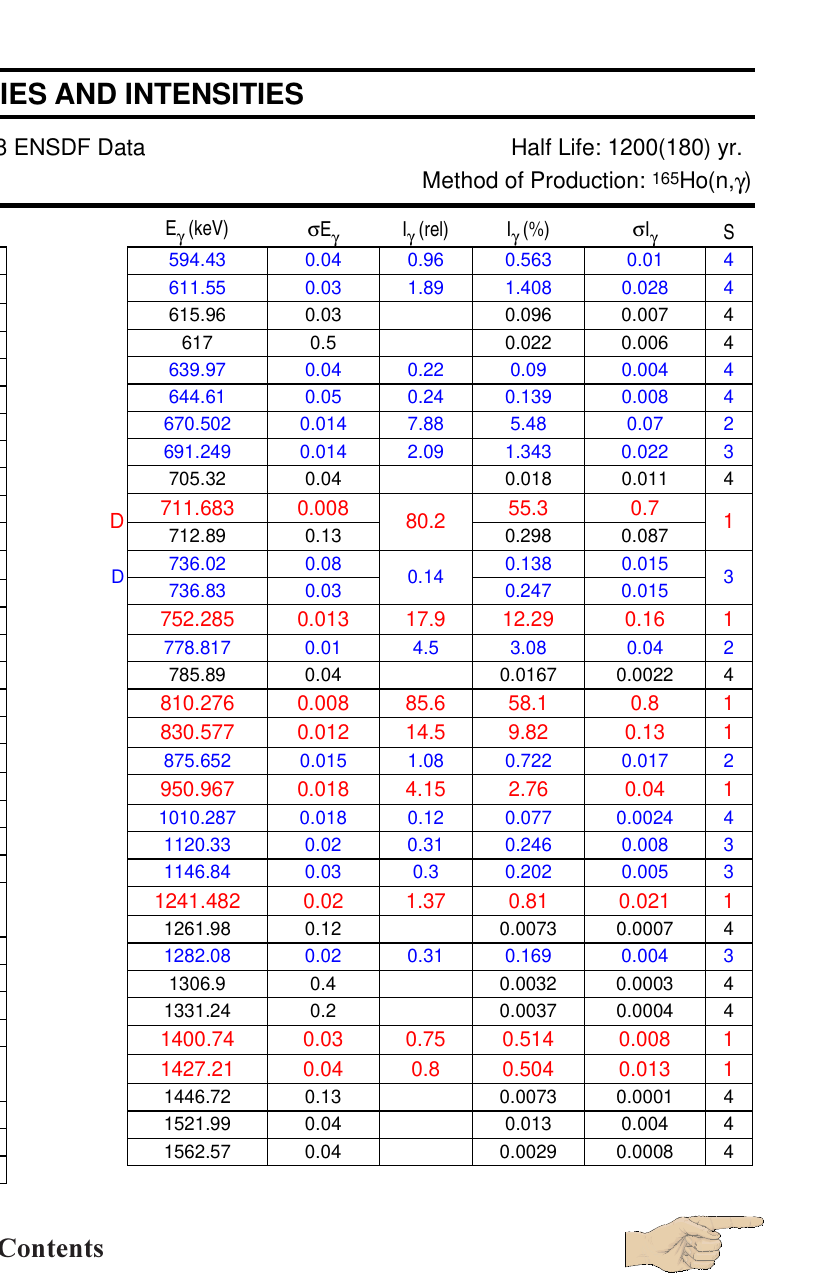 IES AND INTENSITIES
3 ENSDF Data Half Life: 1200(180) yr.
Method of Production: ¹⁶⁵Ho(n,γ)
Eγ (keV) σEγ Iγ (rel) Iγ (%) σIγ S
594.43 0.04 0.96 0.563 0.01 4
611.55 0.03 1.89 1.408 0.028 4
615.96 0.03 0.096 0.007 4
617 0.5 0.022 0.006 4
639.97 0.04 0.22 0.09 0.004 4
644.61 0.05 0.24 0.139 0.008 4
670.502 0.014 7.88 5.48 0.07 2
691.249 0.014 2.09 1.343 0.022 3
705.32 0.04 0.018 0.011 4
D 711.683 0.008 80.2 55.3 0.7 1
712.89 0.13 0.298 0.087
D 736.02 0.08 0.14 0.138 0.015 3
736.83 0.03 0.247 0.015
752.285 0.013 17.9 12.29 0.16 1
778.817 0.01 4.5 3.08 0.04 2
785.89 0.04 0.0167 0.0022 4
810.276 0.008 85.6 58.1 0.8 1
830.577 0.012 14.5 9.82 0.13 1
875.652 0.015 1.08 0.722 0.017 2
950.967 0.018 4.15 2.76 0.04 1
1010.287 0.018 0.12 0.077 0.0024 4
1120.33 0.02 0.31 0.246 0.008 3
1146.84 0.03 0.3 0.202 0.005 3
1241.482 0.02 1.37 0.81 0.021 1
1261.98 0.12 0.0073 0.0007 4
1282.08 0.02 0.31 0.169 0.004 3
1306.9 0.4 0.0032 0.0003 4
1331.24 0.2 0.0037 0.0004 4
1400.74 0.03 0.75 0.514 0.008 1
1427.21 0.04 0.8 0.504 0.013 1
1446.72 0.13 0.0073 0.0001 4
1521.99 0.04 0.013 0.004 4
1562.57 0.04 0.0029 0.0008 4
Contents